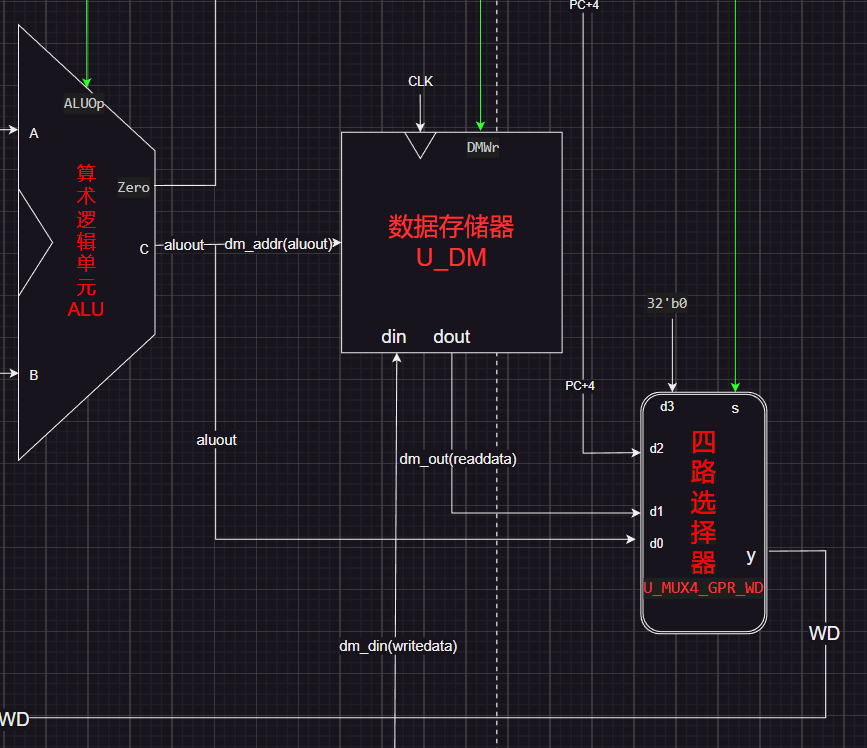 PC+4
CLK
ALUOp
A
DMWr
算术逻辑单元
ALU
Zero
C
aluout
dm_addr(aluout)
数据存储器
U_DM
32'b0
din
dout
B
PC+4
d3
s
aluout
dm_out(readdata)
d2
四路选择器
d1
d0
y
U_MUX4_GPR_WD
WD
dm_din(writedata)
WD